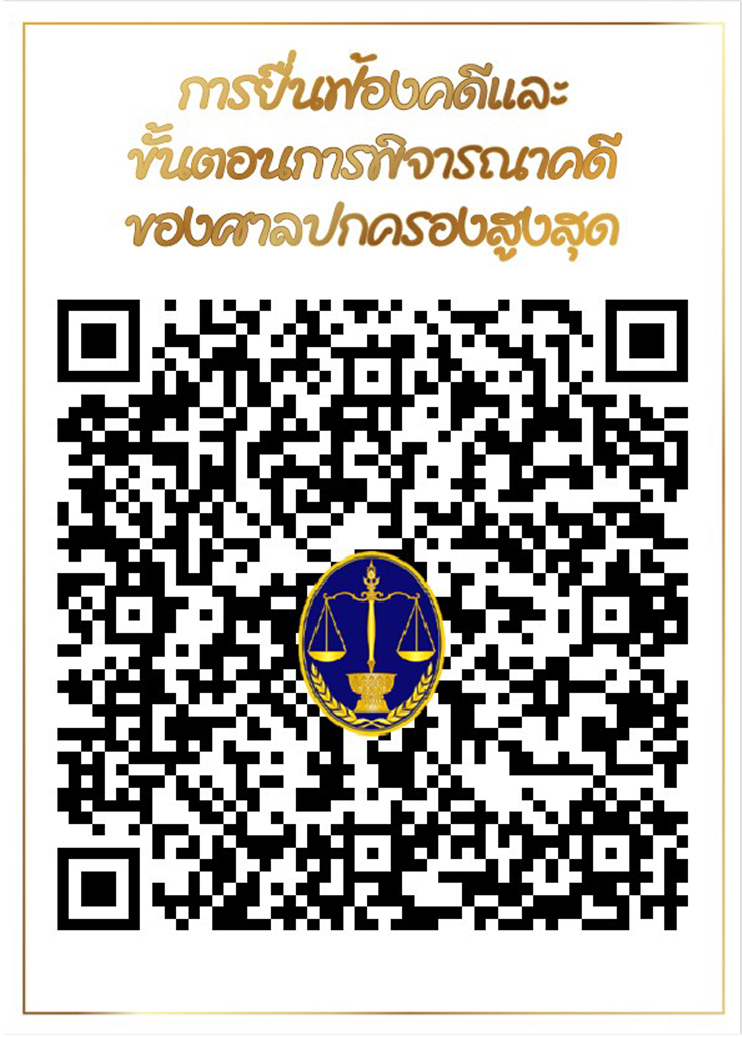 การยื่นฟ้องคดีและ
ขั้นตอนการพิจารณาคดี
ของศาลปกครองสูงสุด